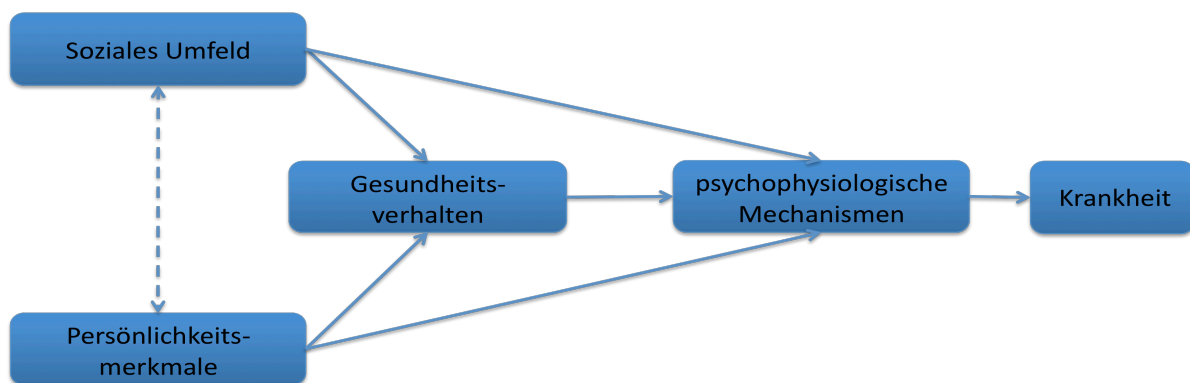 Soziales Umfeld
Gesundheits-
verhalten
psychophysiologische
Mechanismen
Krankheit
Persönlichkeits-
merkmale